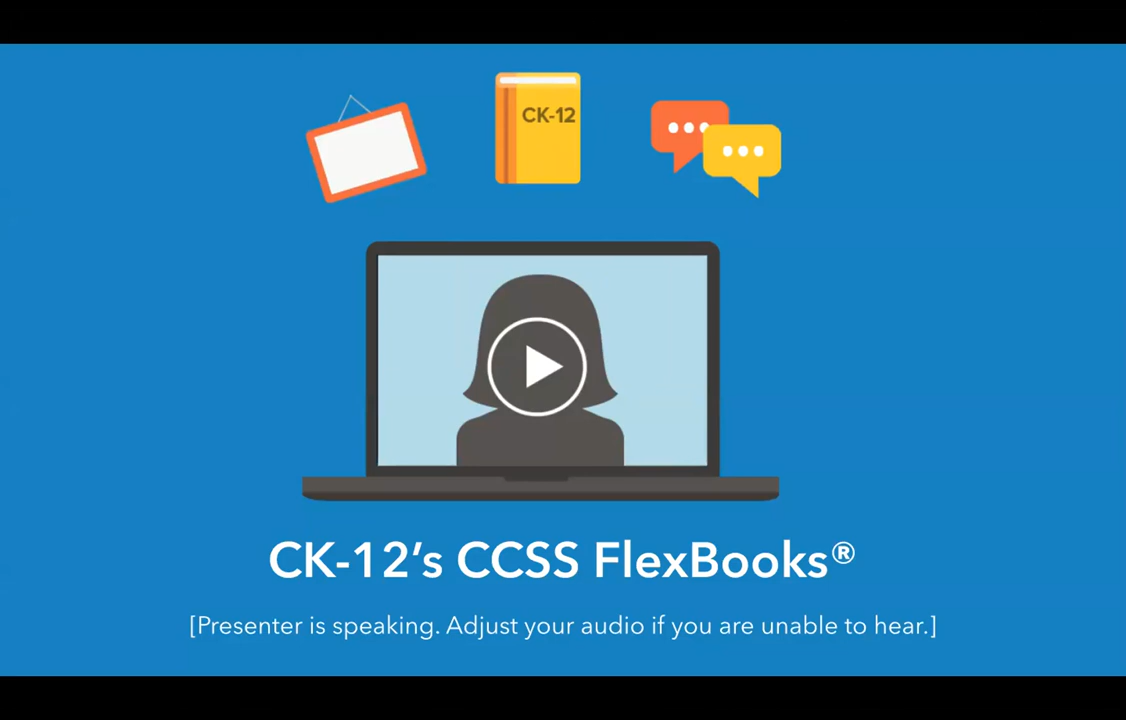 CK-12
CK-12's CCSS FlexBooks®
[Presenter is speaking. Adjust your audio if you are unable to hear.]